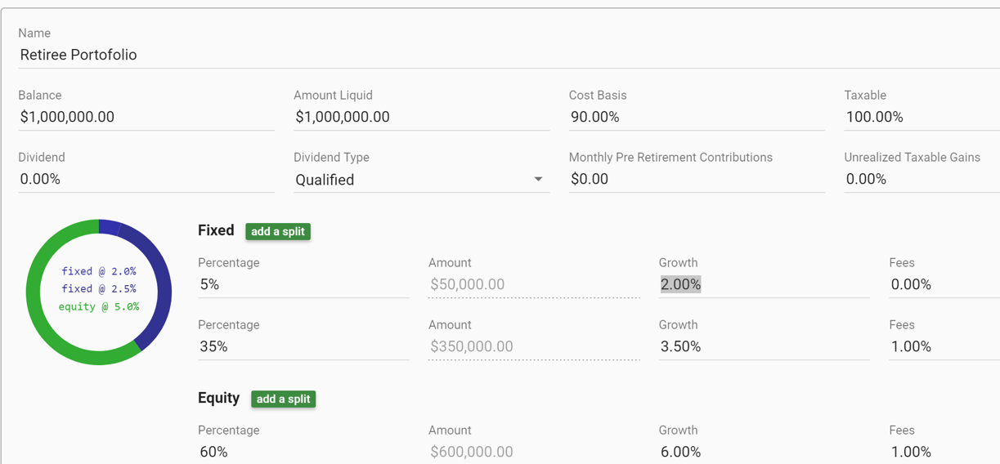 Name
Retiree Portofolio
Balance Amount Liquid Cost Basis Taxable
$1,000,000.00 $1,000,000.00 90.00% 100.00%
Dividend Dividend Type Monthly Pre Retirement Contributions Unrealized Taxable Gains
0.00% Qualified $0.00 0.00%
fixed @ 2.0%
fixed @ 2.5%
equity @ 5.0%
Fixed add a split
Percentage Amount Growth Fees
5% $50,000.00 2.00% 0.00%
Percentage Amount Growth Fees
35% $350,000.00 3.50% 1.00%
Equity add a split
Percentage Amount Growth Fees
60% $600,000.00 6.00% 1.00%